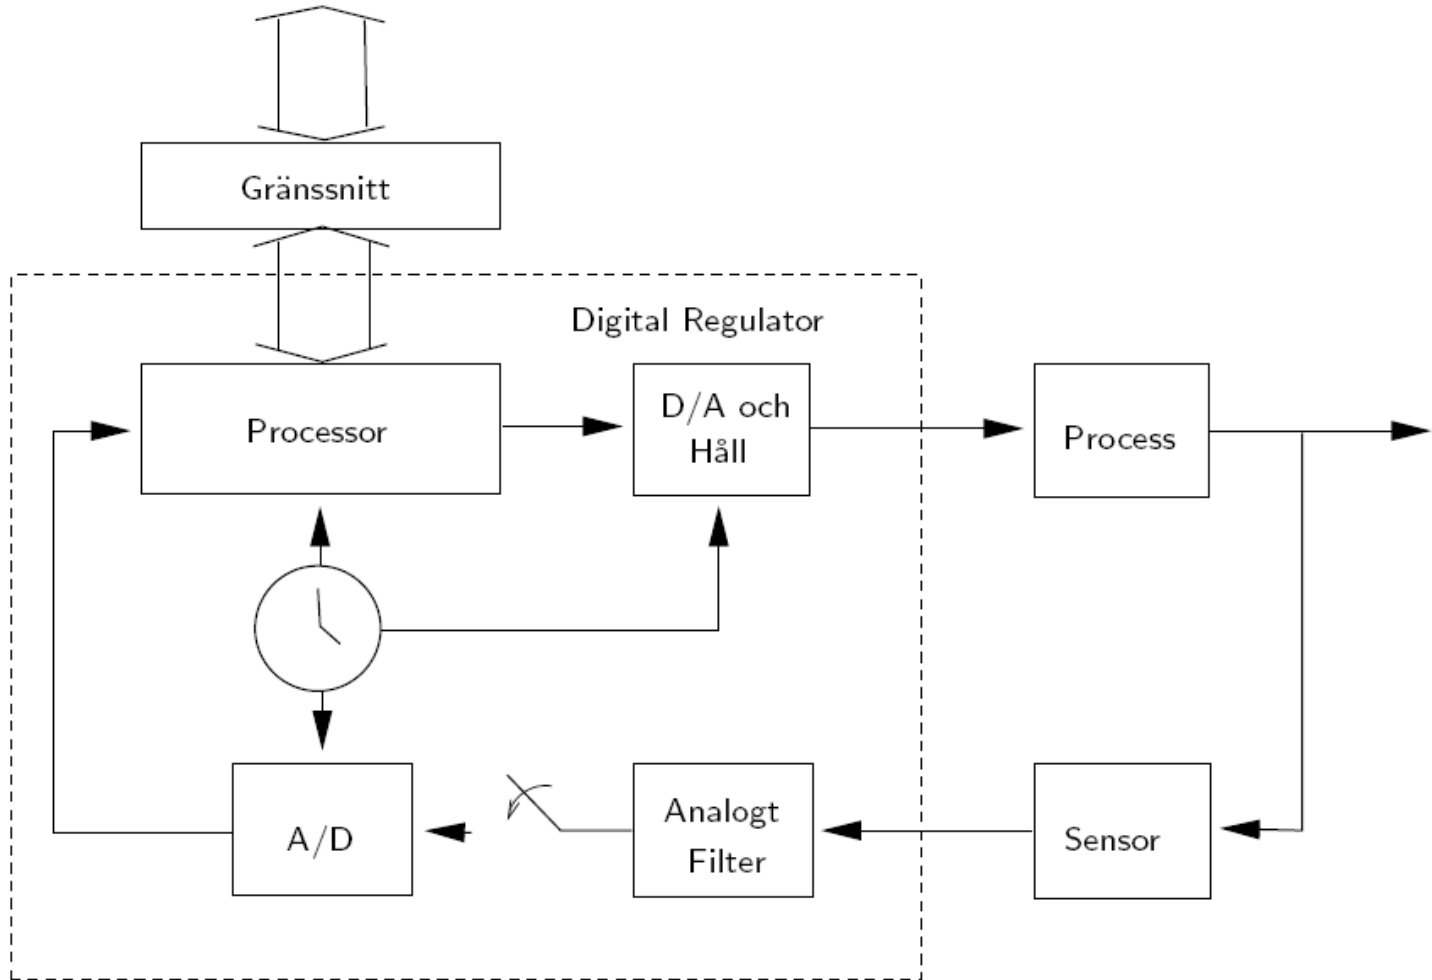 Gränssnitt
Digital Regulator
Processor
D/A och
Håll
Process
A/D
Analogt
Filter
Sensor